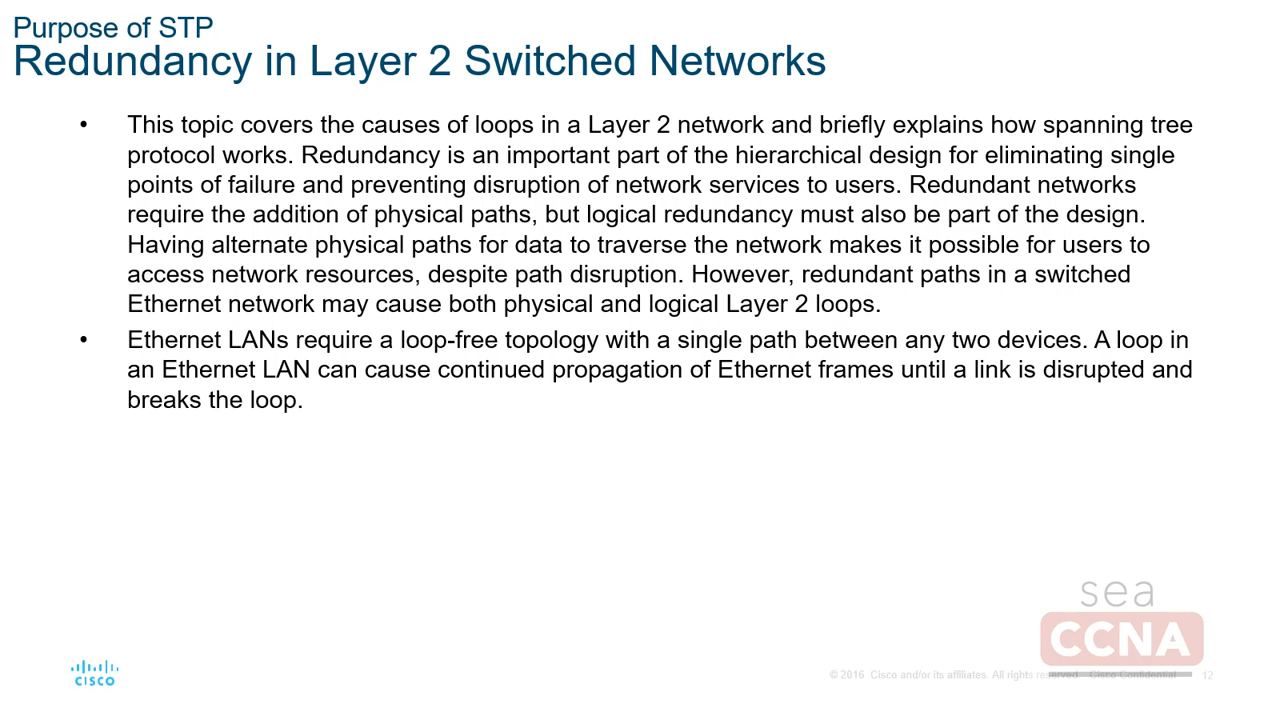 Purpose of STP
Redundancy in Layer 2 Switched Networks
• This topic covers the causes of loops in a Layer 2 network and briefly explains how spanning tree
protocol works. Redundancy is an important part of the hierarchical design for eliminating single
points of failure and preventing disruption of network services to users. Redundant networks
require the addition of physical paths, but logical redundancy must also be part of the design.
Having alternate physical paths for data to traverse the network makes it possible for users to
access network resources, despite path disruption. However, redundant paths in a switched
Ethernet network may cause both physical and logical Layer 2 loops.
• Ethernet LANs require a loop-free topology with a single path between any two devices. A loop in
an Ethernet LAN can cause continued propagation of Ethernet frames until a link is disrupted and
breaks the loop.
sea
CCNA
CISCO
© 2016 Cisco and/or its affiliates. All rights reserved. Cisco Confidential 12